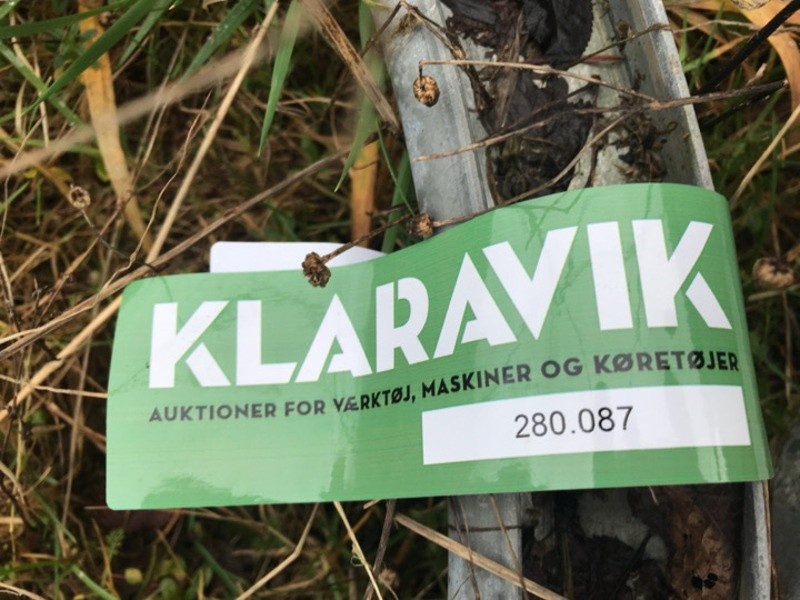 KLARAVIK
AUKTIONER FOR VÆRKTØJ, MASKINER OG KØRETØJER
280.087